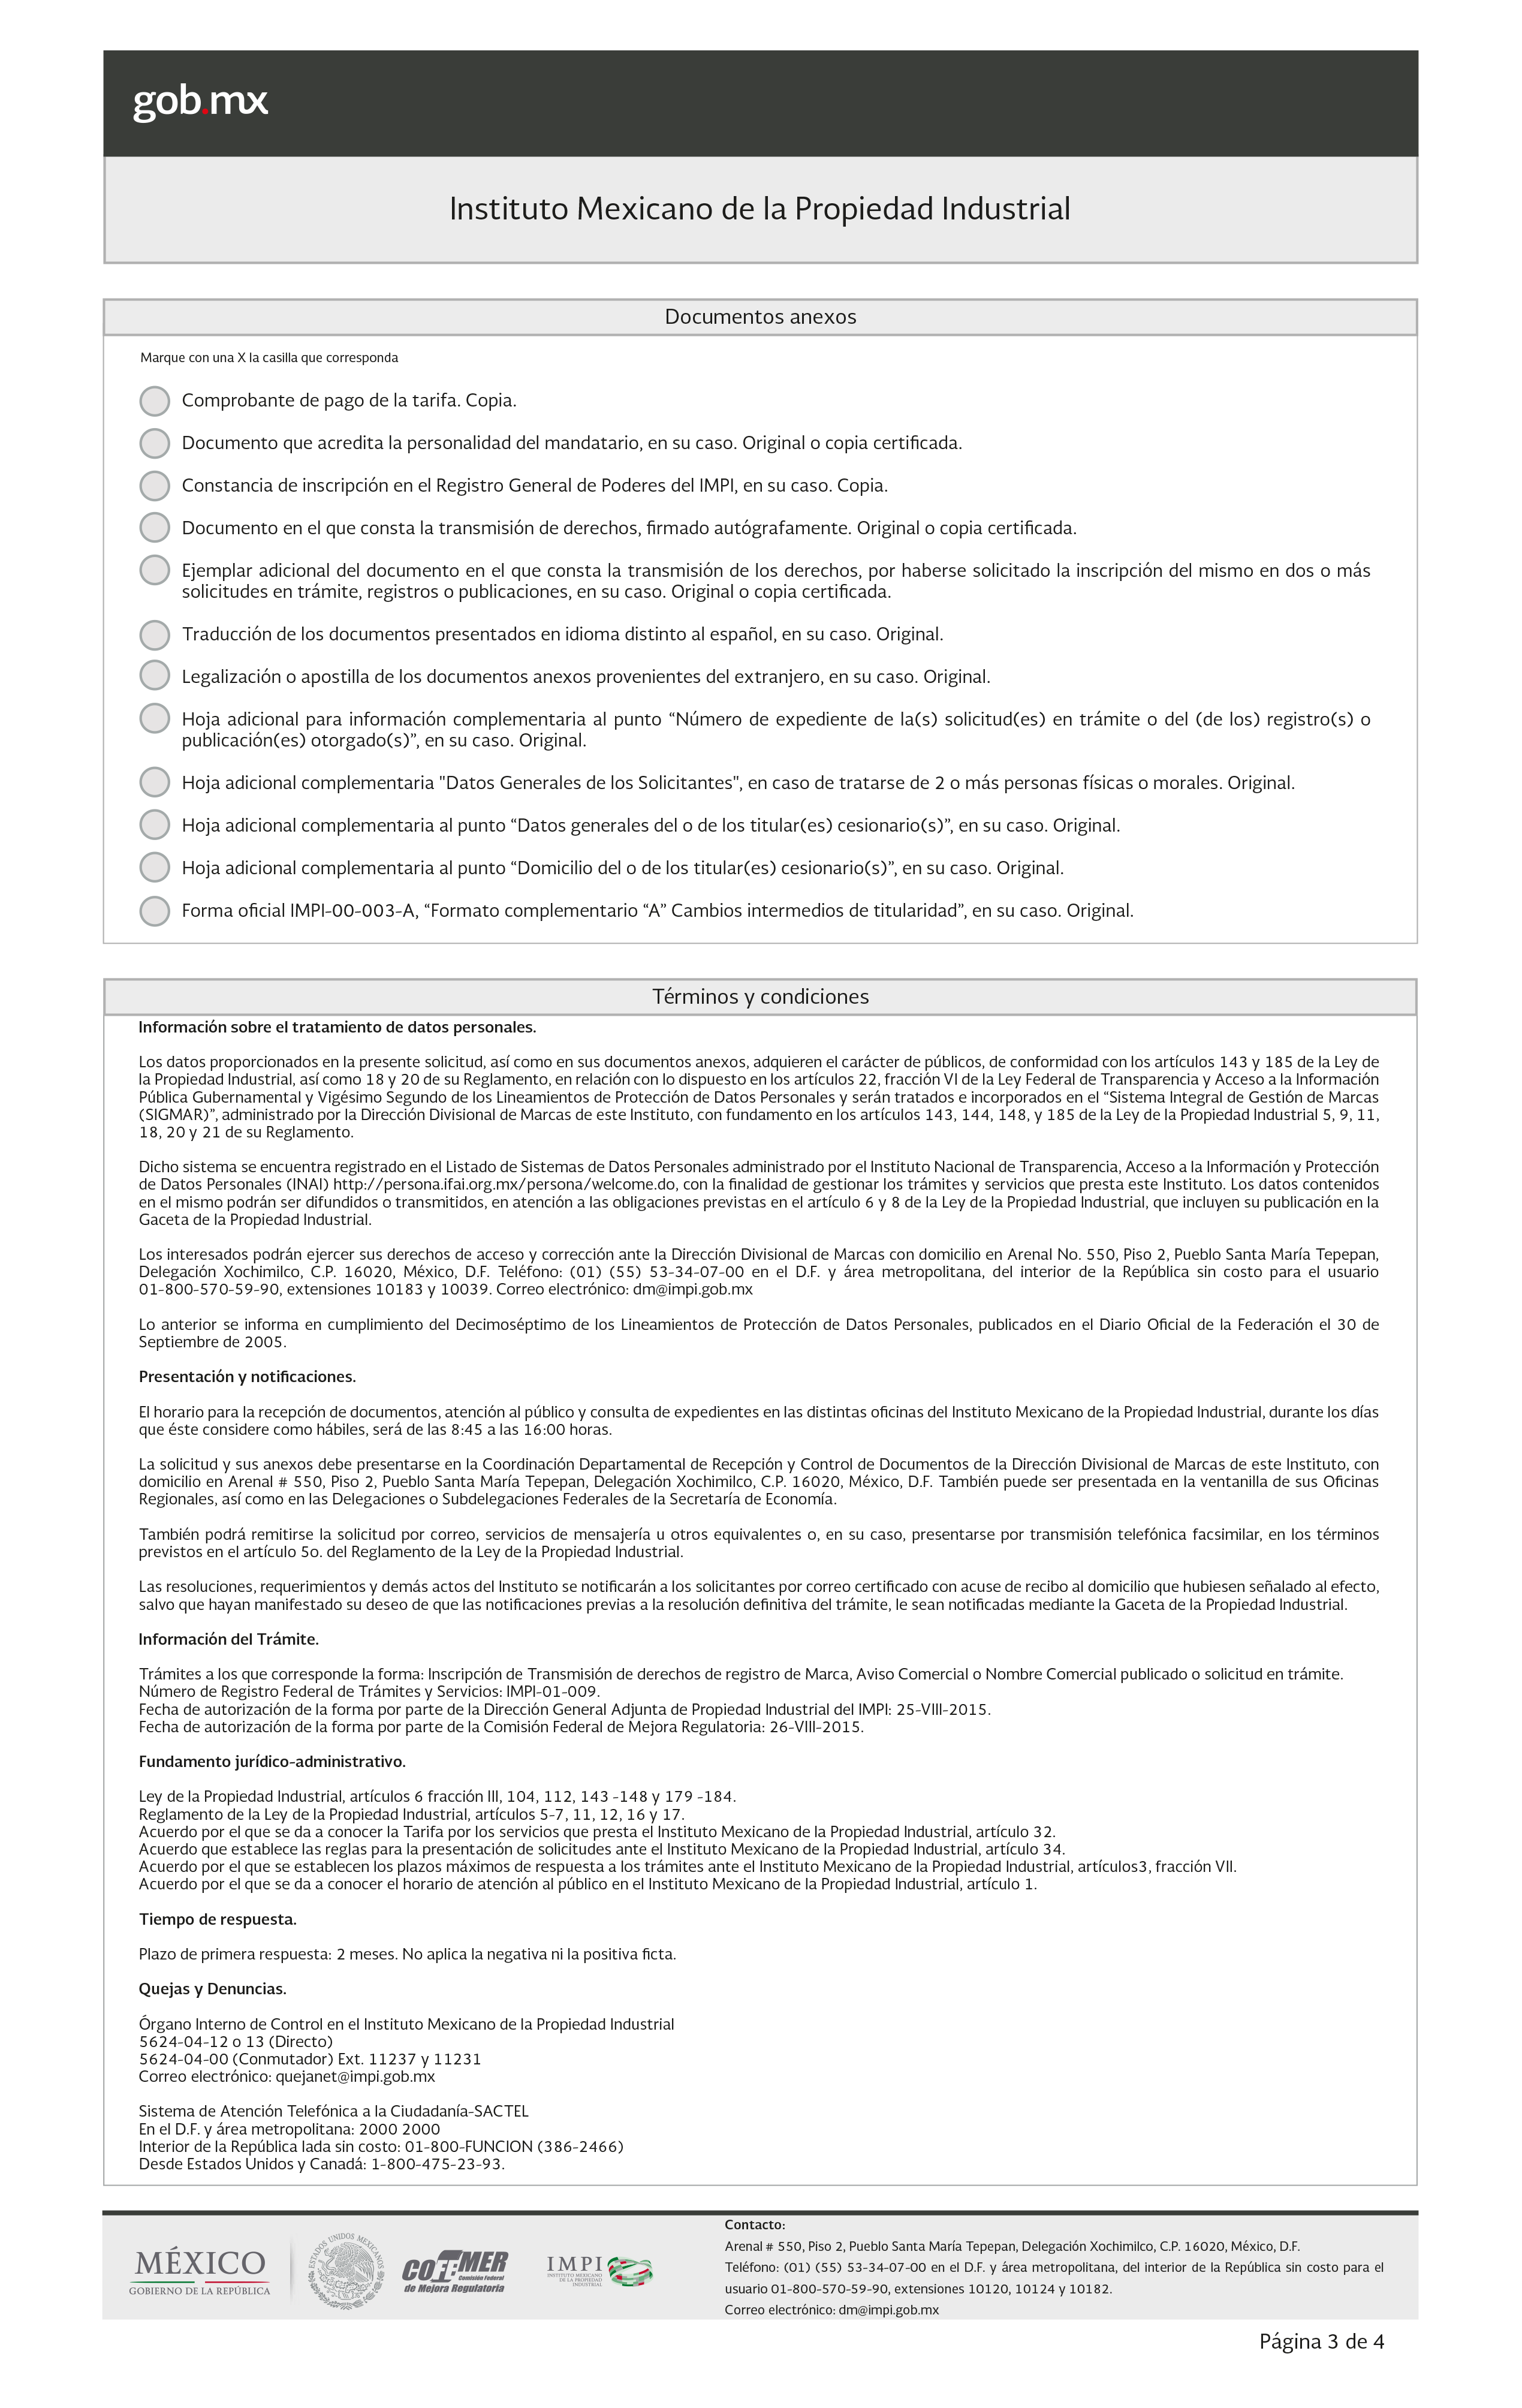 gob.mx
Instituto Mexicano de la Propiedad Industrial
Documentos anexos
Marque con una X la casilla que corresponda
Comprobante de pago de la tarifa. Copia.
Documento que acredita la personalidad del mandatario, en su caso. Original o copia certificada.
Constancia de inscripción en el Registro General de Poderes del IMPI, en su caso. Copia.
Documento en el que consta la transmisión de derechos, firmado autógrafamente. Original o copia certificada.
Ejemplar adicional del documento en el que consta la transmisión de los derechos, por haberse solicitado la inscripción del mismo en dos o más
solicitudes en trámite, registros o publicaciones, en su caso. Original o copia certificada.
Traducción de los documentos presentados en idioma distinto al español, en su caso. Original.
Legalización o apostilla de los documentos anexos provenientes del extranjero, en su caso. Original.
Hoja adicional para información complementaria al punto “Número de expediente de la(s) solicitud(es) en trámite o del (de los) registro(s) o
publicación(es) otorgado(s)”, en su caso. Original.
Hoja adicional complementaria "Datos Generales de los Solicitantes", en caso de tratarse de 2 o más personas físicas o morales. Original.
Hoja adicional complementaria al punto “Datos generales del o de los titular(es) cesionario(s)”, en su caso. Original.
Hoja adicional complementaria al punto “Domicilio del o de los titular(es) cesionario(s)”, en su caso. Original.
Forma oficial IMPI-00-003-A, “Formato complementario “A” Cambios intermedios de titularidad”, en su caso. Original.
Términos y condiciones
Información sobre el tratamiento de datos personales.
Los datos proporcionados en la presente solicitud, así como en sus documentos anexos, adquieren el carácter de públicos, de conformidad con los artículos 143 y 185 de la Ley de
la Propiedad Industrial, así como 18 y 20 de su Reglamento, en relación con lo dispuesto en los artículos 22, fracción VI de la Ley Federal de Transparencia y Acceso a la Información
Pública Gubernamental y Vigésimo Segundo de los Lineamientos de Protección de Datos Personales y serán tratados e incorporados en el “Sistema Integral de Gestión de Marcas
(SIGMAR)”, administrado por la Dirección Divisional de Marcas de este Instituto, con fundamento en los artículos 143, 144, 148, y 185 de la Ley de la Propiedad Industrial 5, 9, 11,
18, 20 y 21 de su Reglamento.
Dicho sistema se encuentra registrado en el Listado de Sistemas de Datos Personales administrado por el Instituto Nacional de Transparencia, Acceso a la Información y Protección
de Datos Personales (INAI) http://persona.ifai.org.mx/persona/welcome.do, con la finalidad de gestionar los trámites y servicios que presta este Instituto. Los datos contenidos
en el mismo podrán ser difundidos o transmitidos, en atención a las obligaciones previstas en el artículo 6 y 8 de la Ley de la Propiedad Industrial, que incluyen su publicación en la
Gaceta de la Propiedad Industrial.
Los interesados podrán ejercer sus derechos de acceso y corrección ante la Dirección Divisional de Marcas con domicilio en Arenal No. 550, Piso 2, Pueblo Santa María Tepepan,
Delegación Xochimilco, C.P. 16020, México, D.F. Teléfono: (01) (55) 53-34-07-00 en el D.F. y área metropolitana, del interior de la República sin costo para el usuario
01-800-570-59-90, extensiones 10183 y 10039. Correo electrónico: dm@impi.gob.mx
Lo anterior se informa en cumplimiento del Decimoséptimo de los Lineamientos de Protección de Datos Personales, publicados en el Diario Oficial de la Federación el 30 de
Septiembre de 2005.
Presentación y notificaciones.
El horario para la recepción de documentos, atención al público y consulta de expedientes en las distintas oficinas del Instituto Mexicano de la Propiedad Industrial, durante los días
que éste considere como hábiles, será de las 8:45 a las 16:00 horas.
La solicitud y sus anexos debe presentarse en la Coordinación Departamental de Recepción y Control de Documentos de la Dirección Divisional de Marcas de este Instituto, con
domicilio en Arenal # 550, Piso 2, Pueblo Santa María Tepepan, Delegación Xochimilco, C.P. 16020, México, D.F. También puede ser presentada en la ventanilla de sus Oficinas
Regionales, así como en las Delegaciones o Subdelegaciones Federales de la Secretaría de Economía.
También podrá remitirse la solicitud por correo, servicios de mensajería u otros equivalentes o, en su caso, presentarse por transmisión telefónica facsimilar, en los términos
previstos en el artículo 5o. del Reglamento de la Ley de la Propiedad Industrial.
Las resoluciones, requerimientos y demás actos del Instituto se notificarán a los solicitantes por correo certificado con acuse de recibo al domicilio que hubiesen señalado al efecto,
salvo que hayan manifestado su deseo de que las notificaciones previas a la resolución definitiva del trámite, le sean notificadas mediante la Gaceta de la Propiedad Industrial.
Información del Trámite.
Trámites a los que corresponde la forma: Inscripción de Transmisión de derechos de registro de Marca, Aviso Comercial o Nombre Comercial publicado o solicitud en trámite.
Número de Registro Federal de Trámites y Servicios: IMPI-01-009.
Fecha de autorización de la forma por parte de la Dirección General Adjunta de Propiedad Industrial del IMPI: 25-VIII-2015.
Fecha de autorización de la forma por parte de la Comisión Federal de Mejora Regulatoria: 26-VIII-2015.
Fundamento jurídico-administrativo.
Ley de la Propiedad Industrial, artículos 6 fracción III, 104, 112, 143 -148 y 179 -184.
Reglamento de la Ley de la Propiedad Industrial, artículos 5-7, 11, 12, 16 y 17.
Acuerdo por el que se da a conocer la Tarifa por los servicios que presta el Instituto Mexicano de la Propiedad Industrial, artículo 32.
Acuerdo que establece las reglas para la presentación de solicitudes ante el Instituto Mexicano de la Propiedad Industrial, artículo 34.
Acuerdo por el que se establecen los plazos máximos de respuesta a los trámites ante el Instituto Mexicano de la Propiedad Industrial, artículos3, fracción VII.
Acuerdo por el que se da a conocer el horario de atención al público en el Instituto Mexicano de la Propiedad Industrial, artículo 1.
Tiempo de respuesta.
Plazo de primera respuesta: 2 meses. No aplica la negativa ni la positiva ficta.
Quejas y Denuncias.
Órgano Interno de Control en el Instituto Mexicano de la Propiedad Industrial
5624-04-12 o 13 (Directo)
5624-04-00 (Conmutador) Ext. 11237 y 11231
Correo electrónico: quejanet@impi.gob.mx
Sistema de Atención Telefónica a la Ciudadanía-SACTEL
En el D.F. y área metropolitana: 2000 2000
Interior de la República lada sin costo: 01-800-FUNCION (386-2466)
Desde Estados Unidos y Canadá: 1-800-475-23-93.
MÉXICO
GOBIERNO DE LA REPÚBLICA
ESTADOS UNIDOS MEXICANOS
COFEMER
Comisión Federal
de Mejora Regulatoria
IMPI
INSTITUTO MEXICANO
DE LA PROPIEDAD
INDUSTRIAL
Contacto:
Arenal # 550, Piso 2, Pueblo Santa María Tepepan, Delegación Xochimilco, C.P. 16020, México, D.F.
Teléfono: (01) (55) 53-34-07-00 en el D.F. y área metropolitana, del interior de la República sin costo para el
usuario 01-800-570-59-90, extensiones 10120, 10124 y 10182.
Correo electrónico: dm@impi.gob.mx
Página 3 de 4